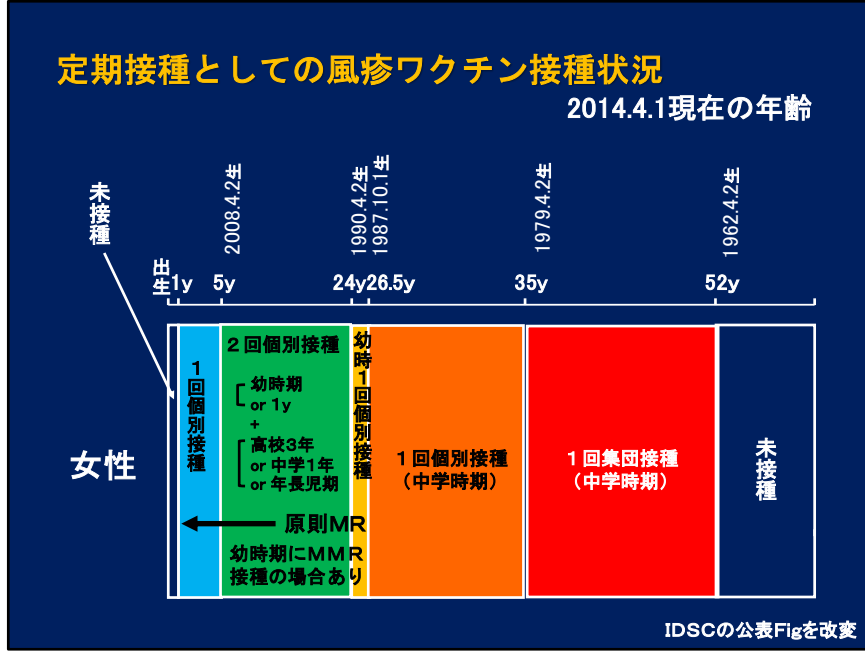 定期接種としての風疹ワクチン接種状況
2014.4.1現在の年齢
未接種
2008.4.2生
1990.4.2生
1987.10.1生
1979.4.2生
1962.4.2生
出生
1y
5y
24y
26.5y
35y
52y
女性
1回個別接種
2回個別接種
幼時期
or 1y
+
高校3年
or 中学1年
or 年長児期
原則MR
幼時期にMMR
接種の場合あり
幼時1回個別接種
1回個別接種
(中学時期)
1回集団接種
(中学時期)
未接種
IDSCの公表Figを改変